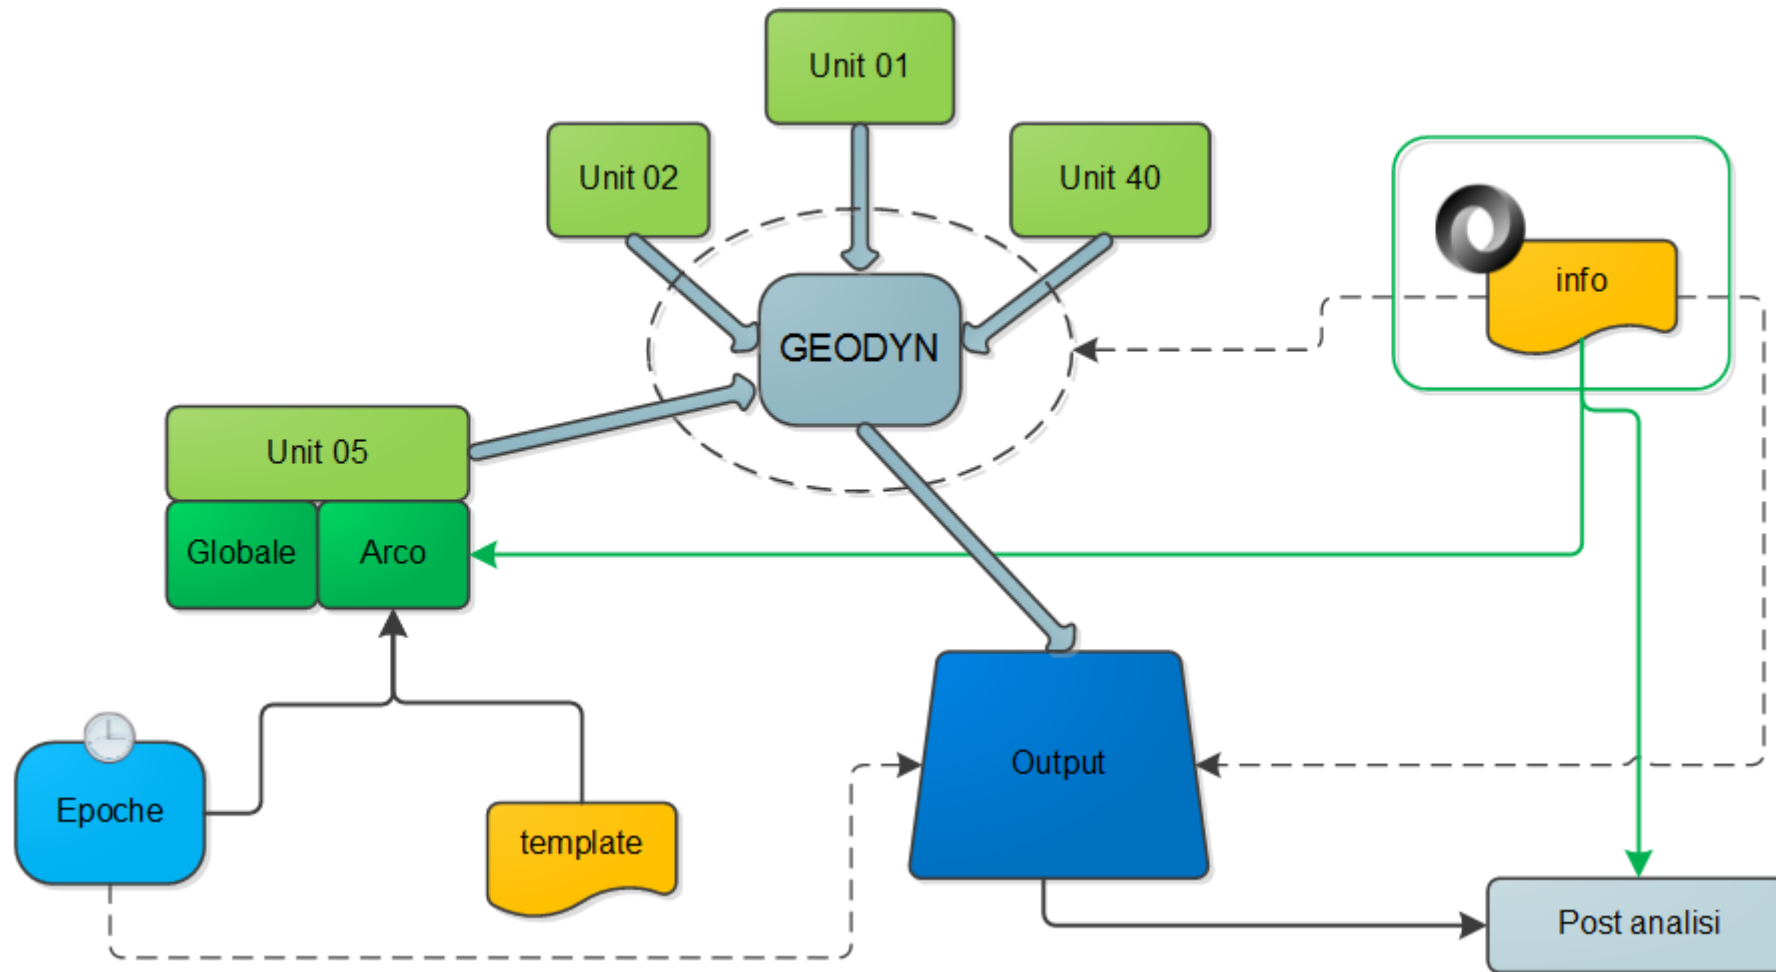 Unit 01
Unit 02
Unit 40
info
GEODYN
Unit 05
Globale
Arco
Output
Epoche
template
Post analisi